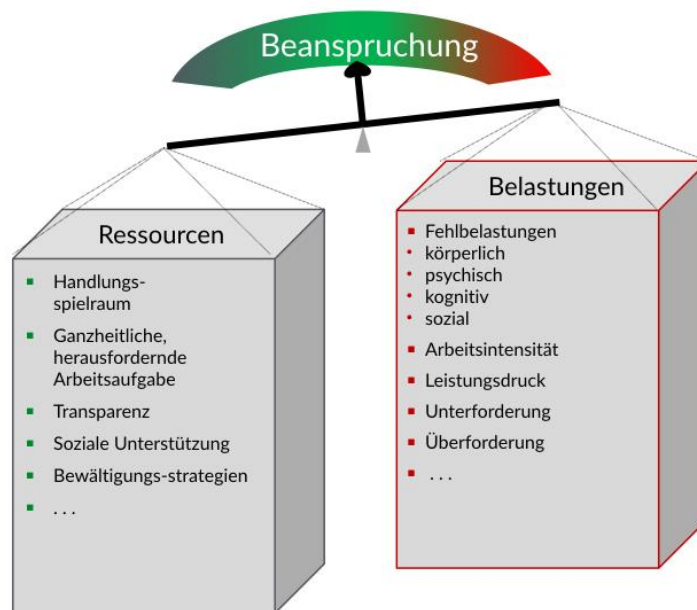 Beanspruchung
Ressourcen
Handlungs-
spielraum
Ganzheitliche,
herausfordernde
Arbeitsaufgabe
Transparenz
Soziale Unterstützung
Bewältigungs-strategien
. . .
Belastungen
Fehlbelastungen
körperlich
psychisch
kognitiv
sozial
Arbeitsintensität
Leistungsdruck
Unterforderung
Überforderung
. . .